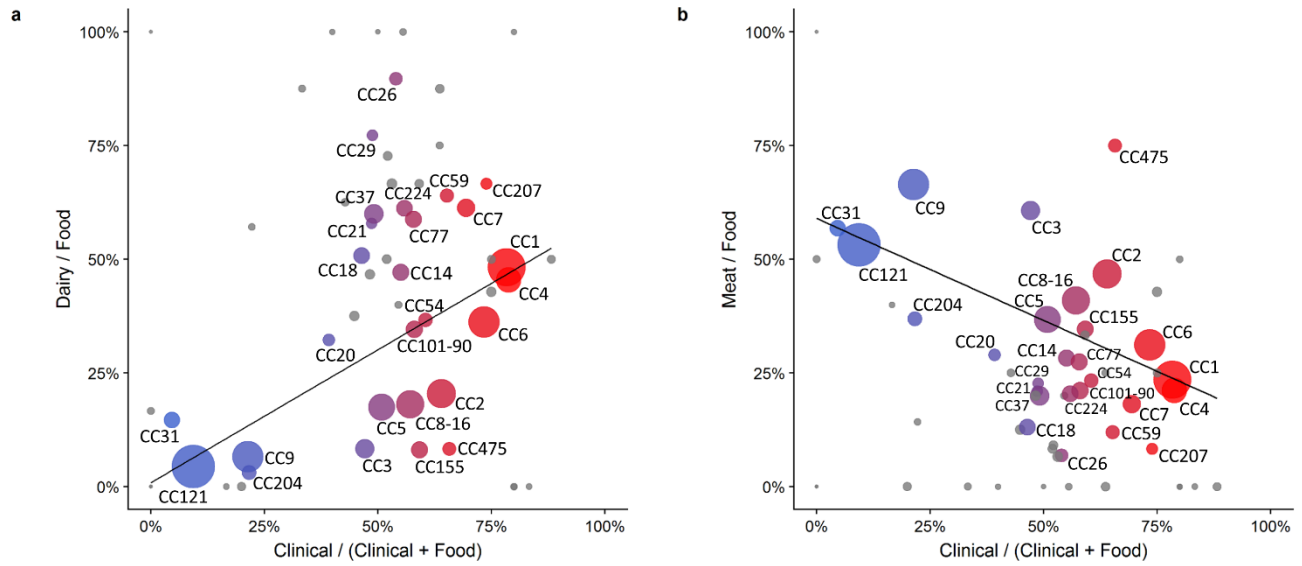 a
Dairy / Food
100%
75%
50%
25%
0%
CC26
CC29
CC59
CC207
CC37
CC224
CC7
CC21
CC77
CC1
CC18
CC14
CC4
CC54
CC6
CC20
CC101-90
CC2
CC31
CC5
CC8-16
CC9
CC3
CC155
CC475
CC121
CC204
0%
25%
50%
75%
100%
Clinical / (Clinical + Food)
b
Meat / Food
100%
75%
50%
25%
0%
CC475
CC9
CC31
CC3
CC121
CC2
CC8-16
CC204
CC5
CC155
CC6
CC20
CC14
CC77
CC1
CC29
CC54
CC21
CC101-90
CC4
CC37
CC224
CC7
CC18
CC59
CC26
CC207
0%
25%
50%
75%
100%
Clinical / (Clinical + Food)